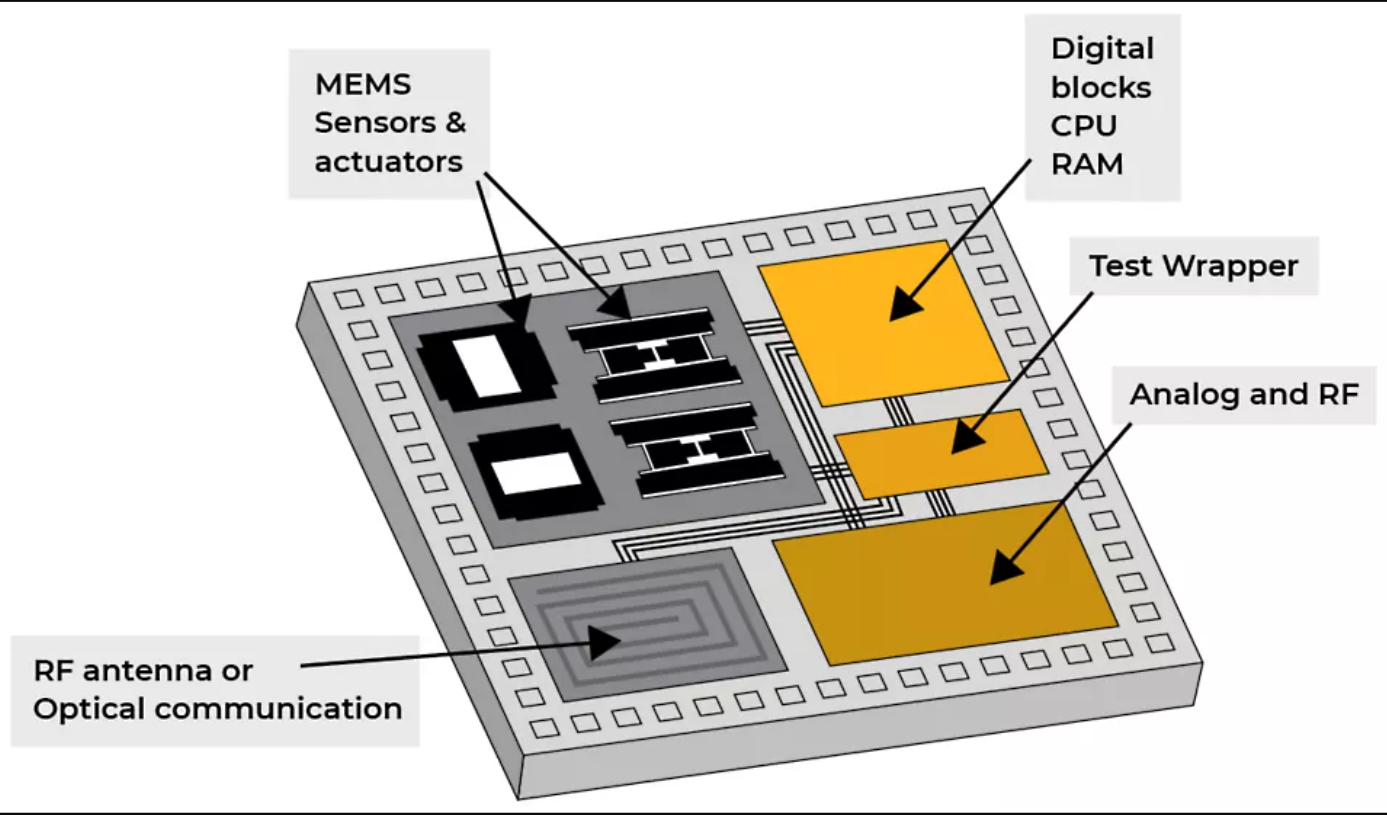 MEMS
Sensors &
actuators
Digital
blocks
CPU
RAM
Test Wrapper
Analog and RF
RF antenna or
Optical communication